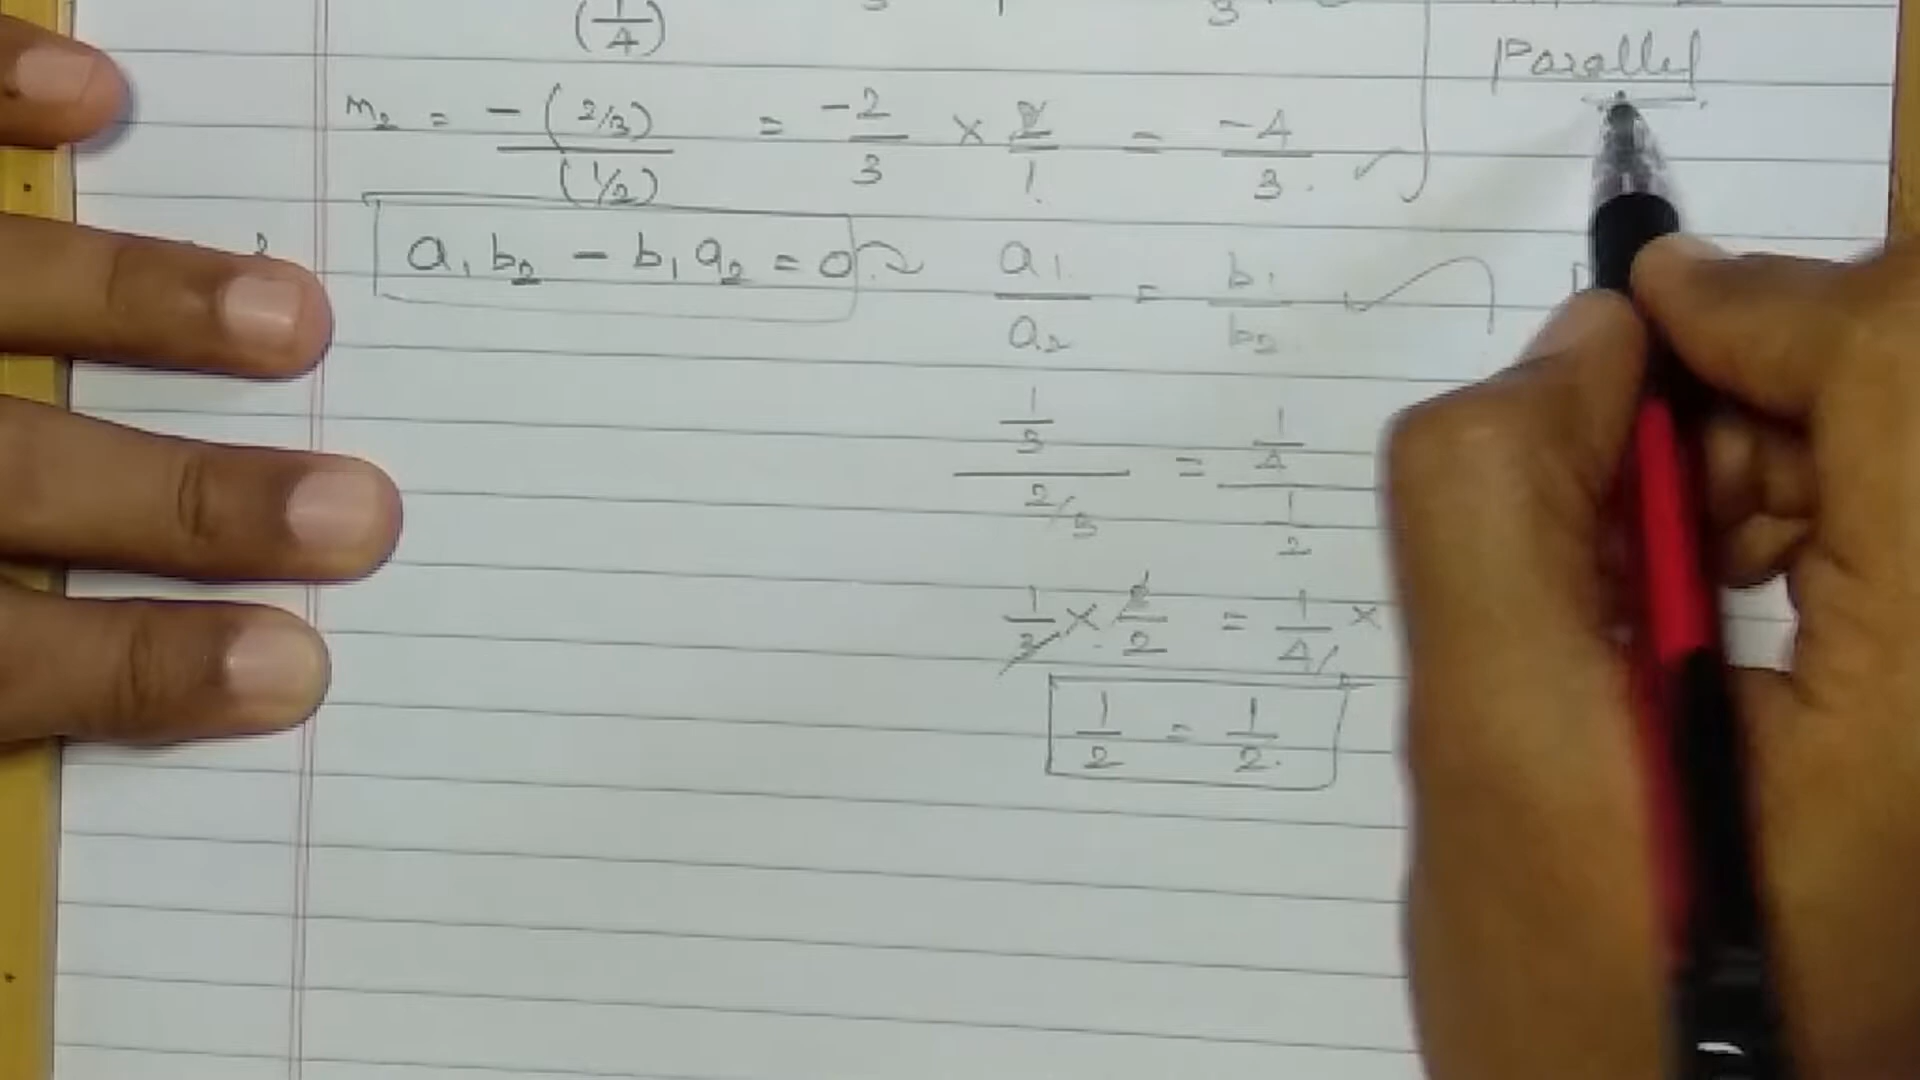 (1/4)
Parallel
m₂ = -(2/3)/(1/2) = -2/3 × 2/1 = -4/3 ✓
a₁b₂ - b₁a₂ = 0 a₁/a₂ = b₁/b₂
(1/3)/(2/3) = (1/4)/(1/2)
1/3 × 3/2 = 1/4 ×
1/2 = 1/2